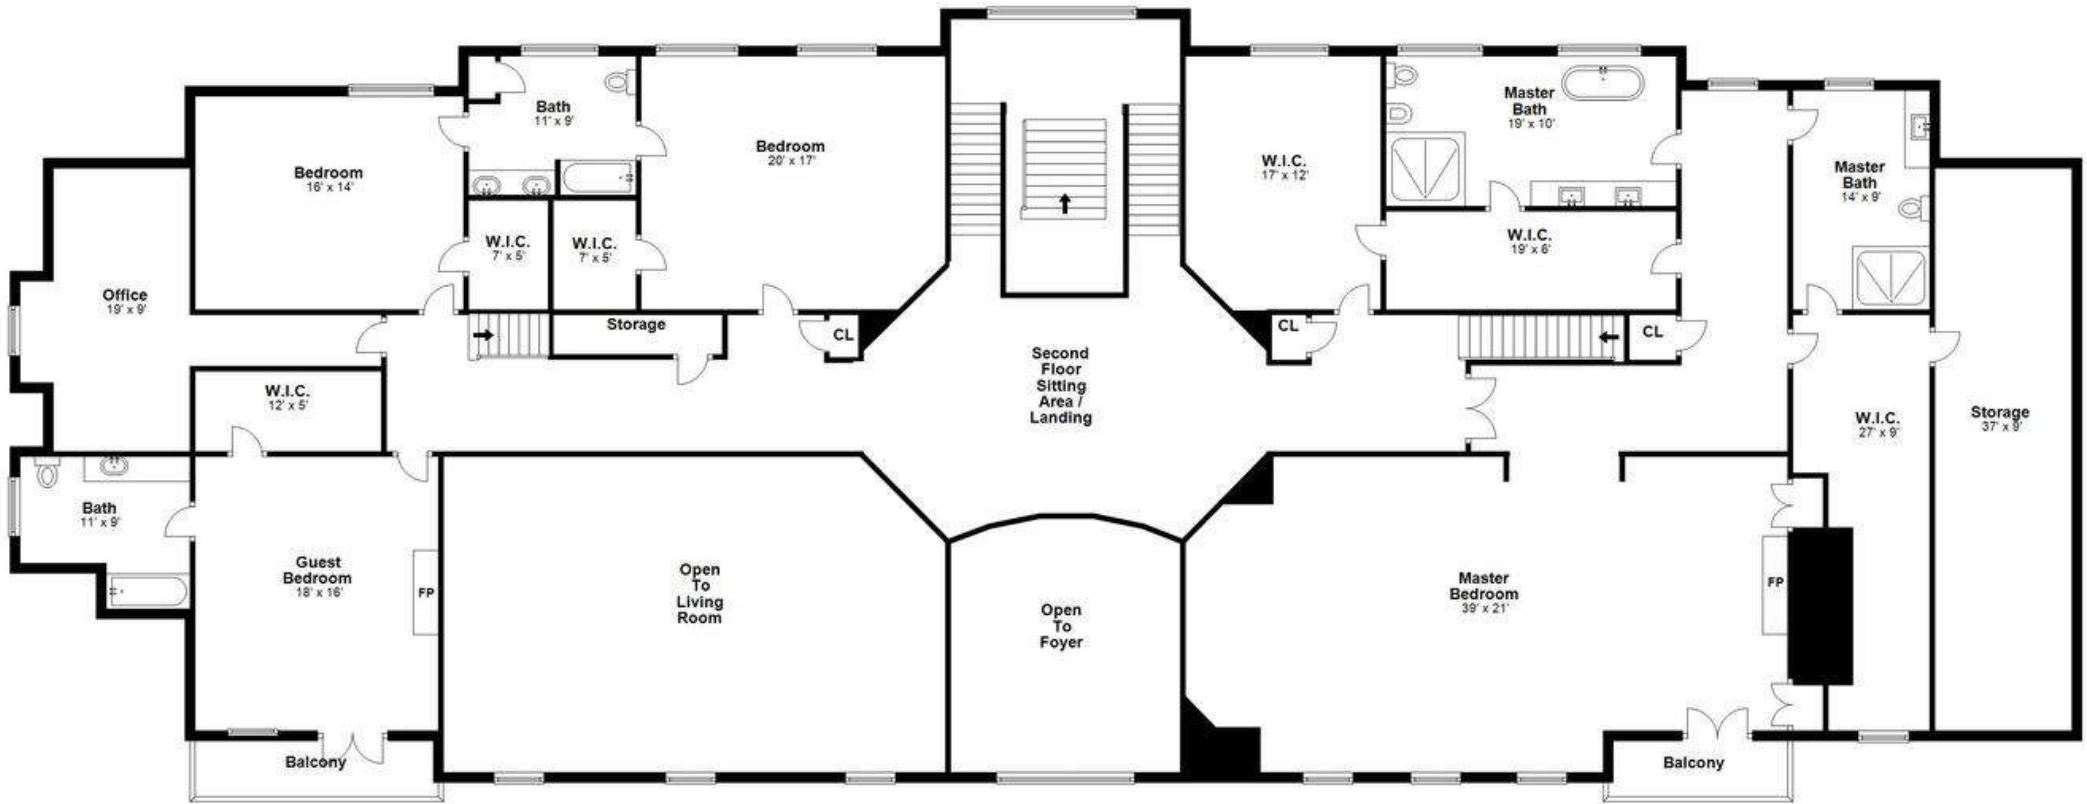 Bath
11' x 9'
Bedroom
16' x 14'
Bedroom
20' x 17'
W.I.C.
7' x 5'
W.I.C.
7' x 5'
Office
19' x 9'
Storage
CL
W.I.C.
12' x 5'
Bath
11' x 9'
Guest
Bedroom
18' x 16'
FP
Balcony
Open
To
Living
Room
Second
Floor
Sitting
Area /
Landing
Open
To
Foyer
W.I.C.
17' x 12'
Master
Bath
19' x 10'
W.I.C.
19' x 6'
CL
CL
Master
Bath
14' x 9'
W.I.C.
27' x 9'
Storage
37' x 9'
Master
Bedroom
39' x 21'
FP
Balcony